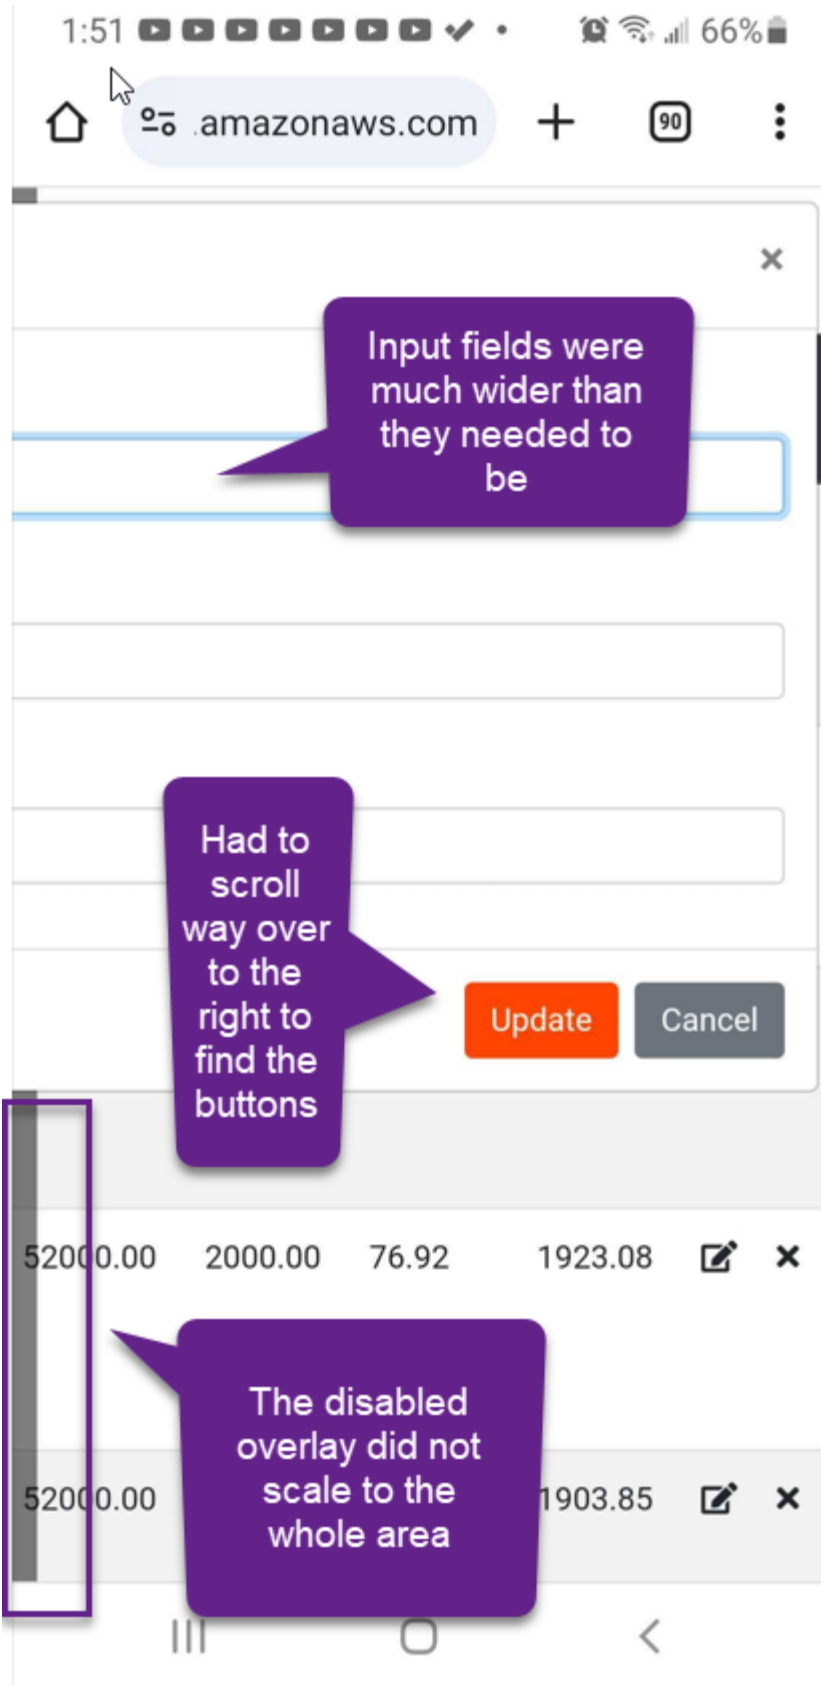 1:51 66%
.amazonaws.com 90
Input fields were
much wider than
they needed to
be
Had to
scroll
way over
to the
right to
find the
buttons
Update Cancel
52000.00 2000.00 76.92 1923.08
The disabled
overlay did not
scale to the
whole area
52000.00 1903.85